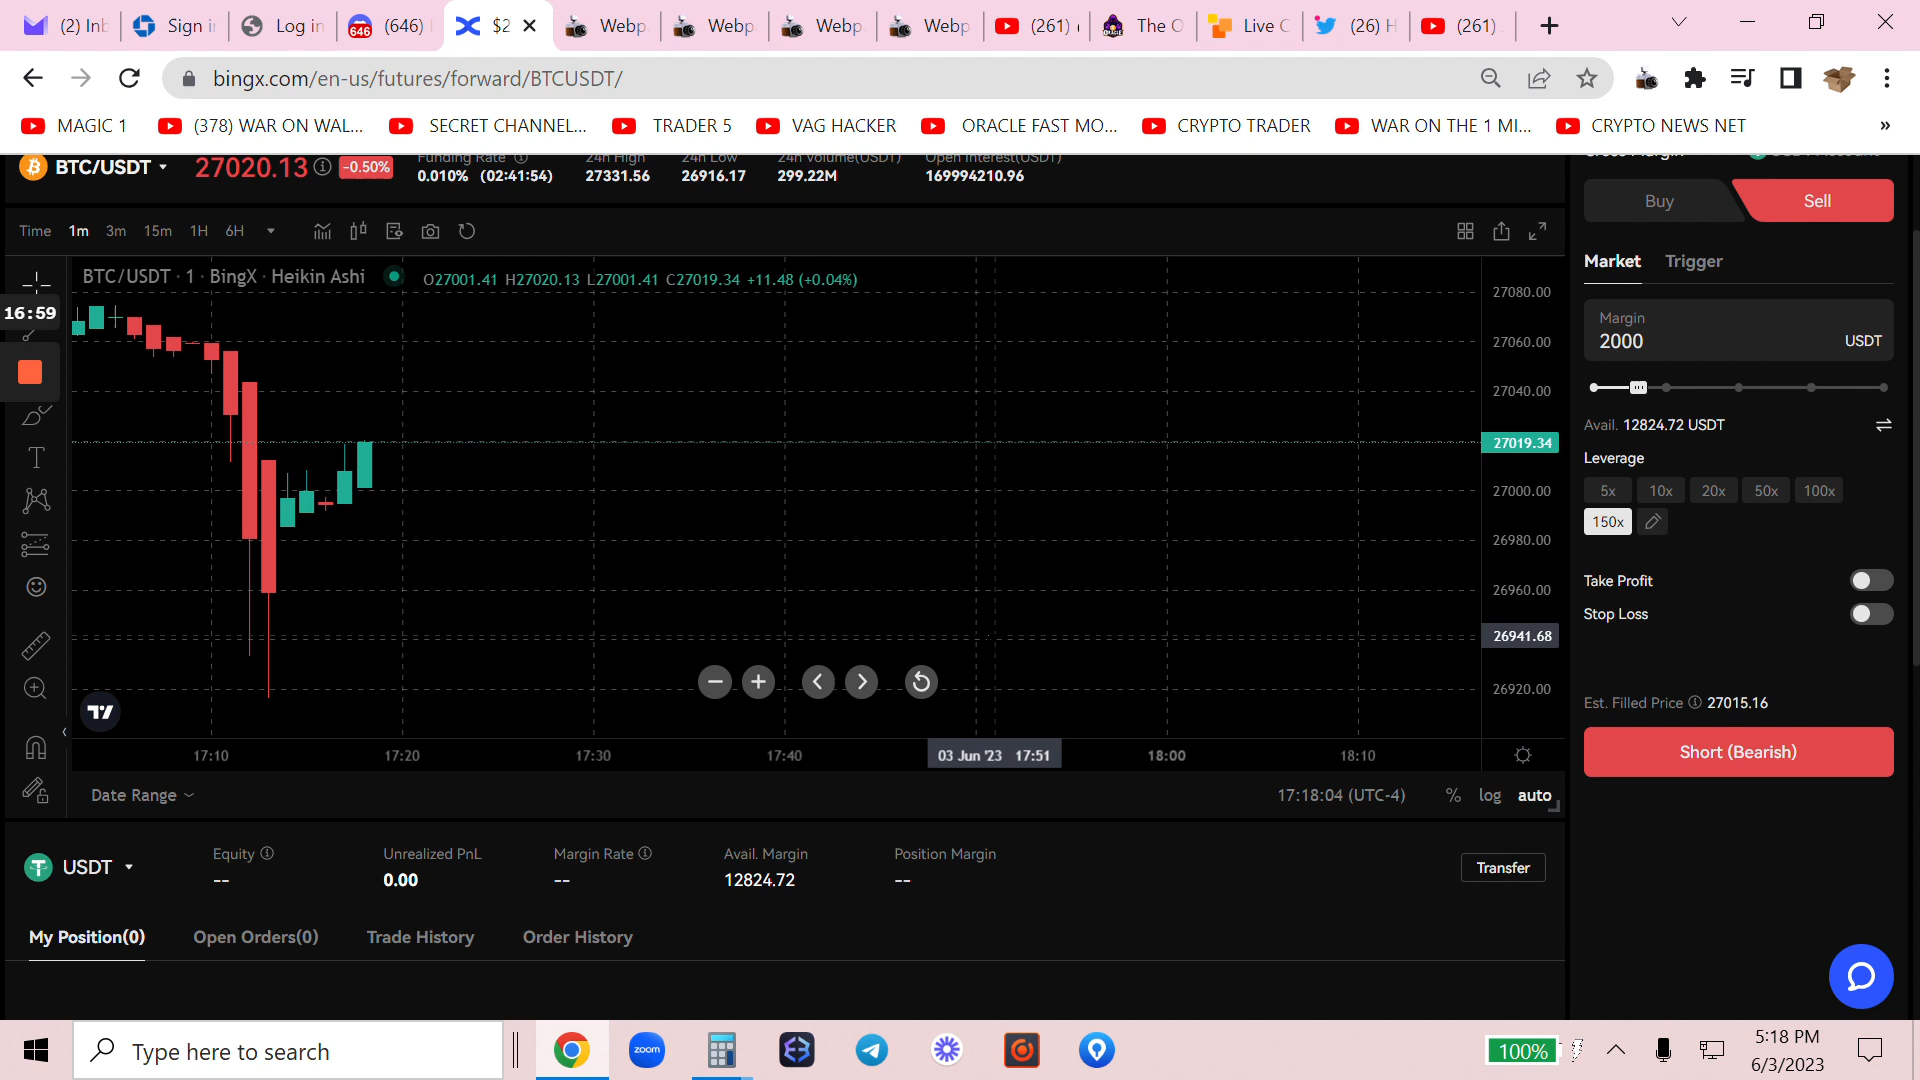 (2) Inb
Sign in
Log in
646
(646)
$2
Webp
Webp
Webp
Webp
(261)
The O
Live C
(26) H
(261)
bingx.com/en-us/futures/forward/BTCUSDT/
MAGIC 1
(378) WAR ON WAL...
SECRET CHANNEL...
TRADER 5
VAG HACKER
ORACLE FAST MO...
CRYPTO TRADER
WAR ON THE 1 MI...
CRYPTO NEWS NET
»
BTC/USDT
27020.13
-0.50%
Funding Rate
0.010% (02:41:54)
24h High
27331.56
24h Low
26916.17
24h Volume(USDT)
299.22M
Open Interest(USDT)
169994210.96
Cross Margin
Buy
Sell
Time 1m 3m 15m 1H 6H
BTC/USDT · 1 · BingX · Heikin Ashi
O27001.41 H27020.13 L27001.41 C27019.34 +11.48 (+0.04%)
16:59
27080.00
27060.00
27040.00
27019.34
27000.00
26980.00
26960.00
26941.68
26920.00
17:10
17:20
17:30
17:40
03 Jun '23 17:51
18:00
18:10
Date Range
17:18:04 (UTC-4)
%
log
auto
Market
Trigger
Margin
2000
USDT
Avail. 12824.72 USDT
Leverage
5x
10x
20x
50x
100x
150x
Take Profit
Stop Loss
Est. Filled Price 27015.16
Short (Bearish)
USDT
Equity
--
Unrealized PnL
0.00
Margin Rate
--
Avail. Margin
12824.72
Position Margin
--
Transfer
My Position(0)
Open Orders(0)
Trade History
Order History
Type here to search
zoom
100%
5:18 PM
6/3/2023